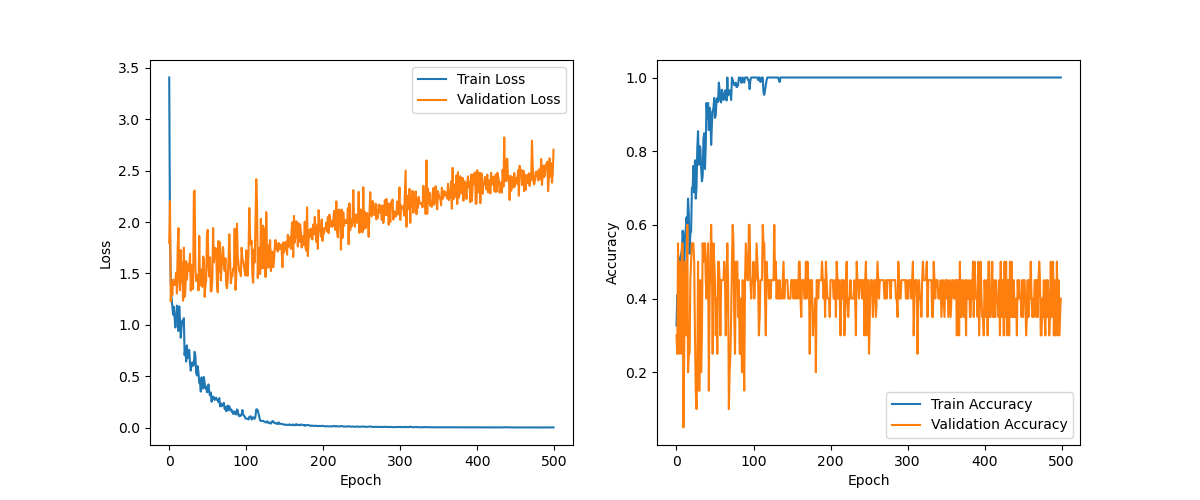 3.5
3.0
2.5
2.0
1.5
1.0
0.5
0.0
Loss
0 100 200 300 400 500
Epoch
Train Loss
Validation Loss
1.0
0.8
0.6
0.4
0.2
Accuracy
0 100 200 300 400 500
Epoch
Train Accuracy
Validation Accuracy